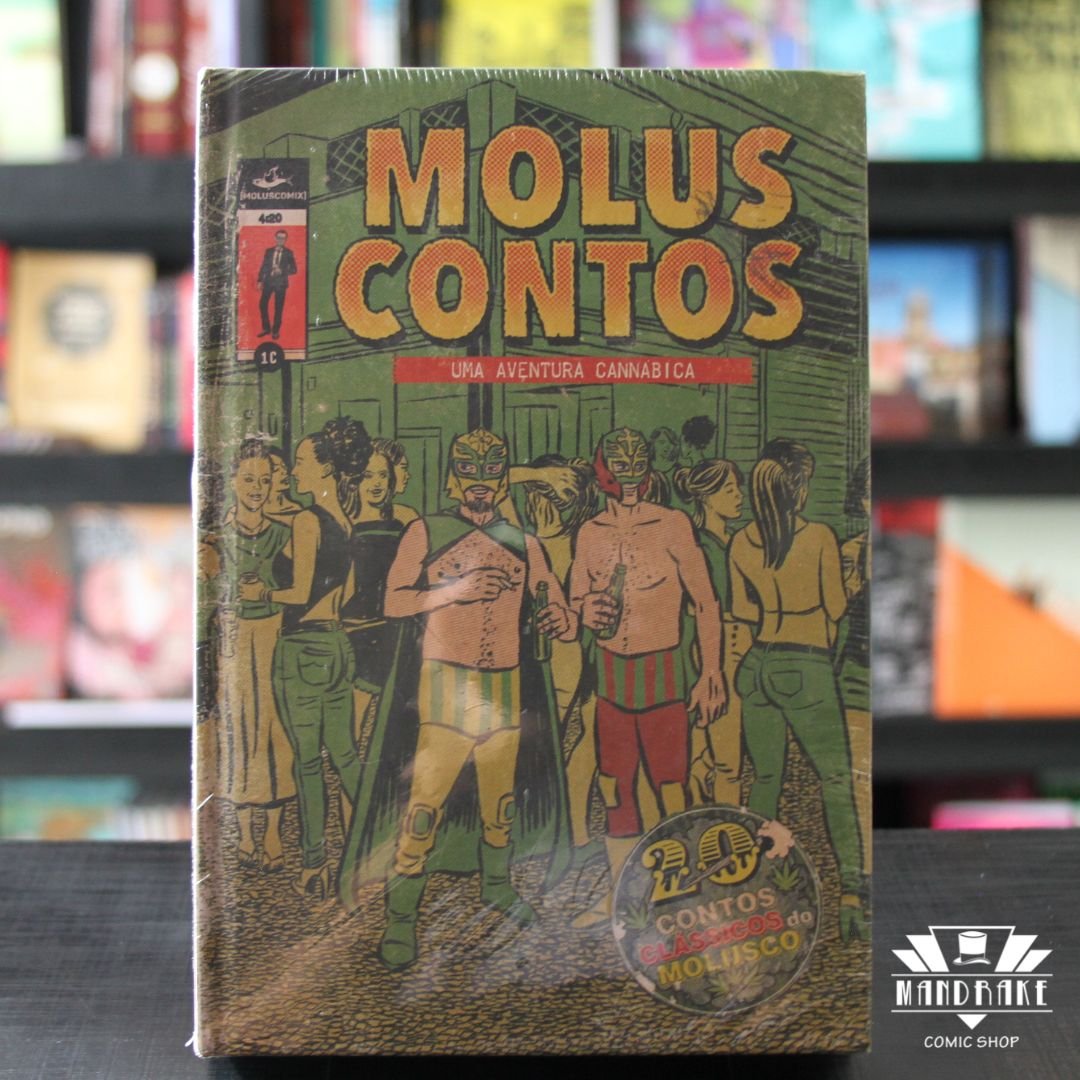 [MOLUSCOMIX]
4:20
1C
MOLUS
CONTOS
UMA AVENTURA CANNABICA
20
CONTOS
CLÁSSICOS do
MOLUSCO
MANDRAKE
COMIC SHOP